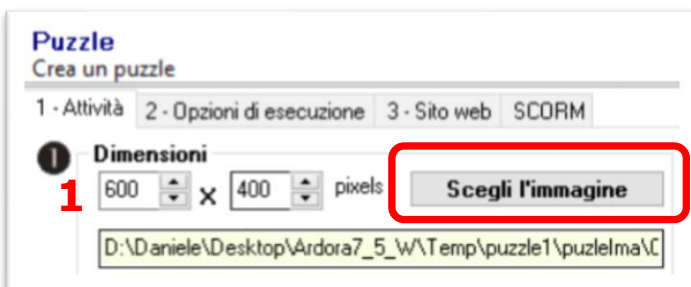 Puzzle
Crea un puzzle
1 - Attività 2 - Opzioni di esecuzione 3 - Sito web SCORM
1 Dimensioni
1 600 x 400 pixels Scegli l'immagine
D:\Daniele\Desktop\Ardora7_5_W\Temp\puzzle1\puzleIma\